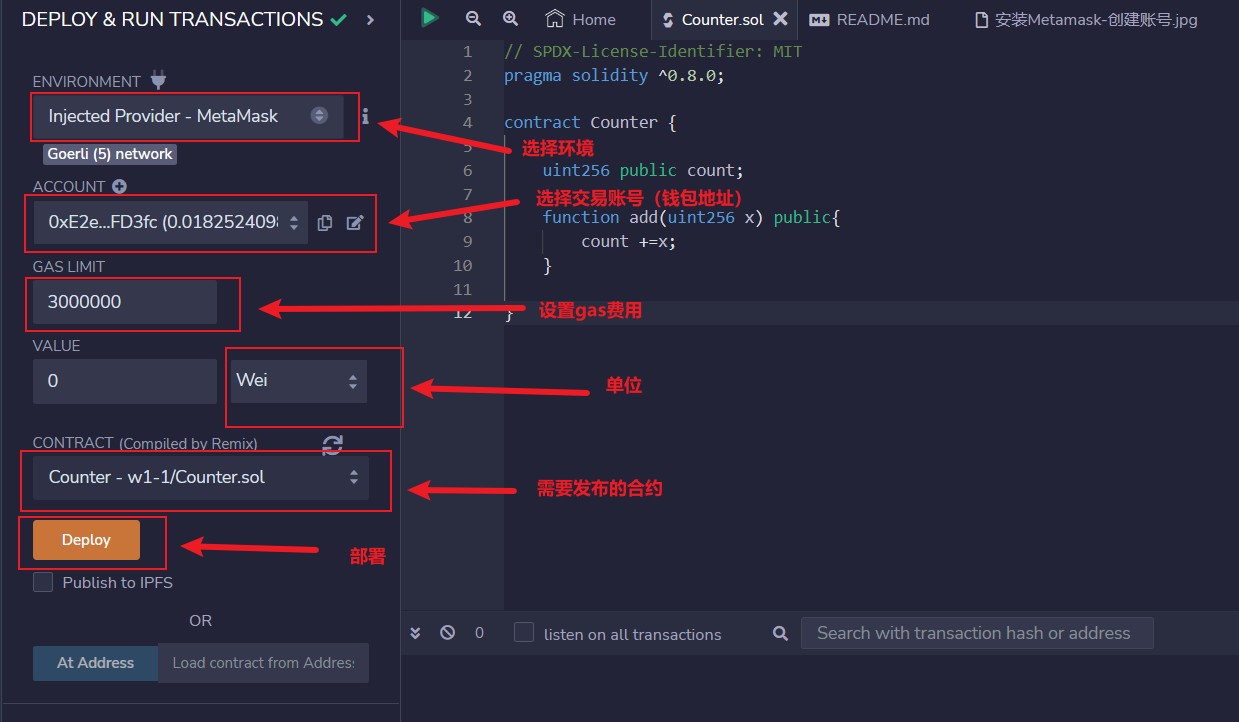 DEPLOY & RUN TRANSACTIONS
ENVIRONMENT
Injected Provider - MetaMask
Goerli (5) network
ACCOUNT
0xE2e...FD3fc (0.018252409
GAS LIMIT
3000000
VALUE
0
Wei
CONTRACT (Compiled by Remix)
Counter - w1-1/Counter.sol
Deploy
Publish to IPFS
OR
At Address
Load contract from Addres
Home
Counter.sol
README.md
安装Metamask-创建账号.jpg
1 // SPDX-License-Identifier: MIT
2 pragma solidity ^0.8.0;
3
4 contract Counter {
5
6 uint256 public count;
7
8 function add(uint256 x) public{
9 count +=x;
10 }
11
12 }
选择环境
选择交易账号（钱包地址）
设置gas费用
单位
需要发布的合约
部署
0
listen on all transactions
Search with transaction hash or address